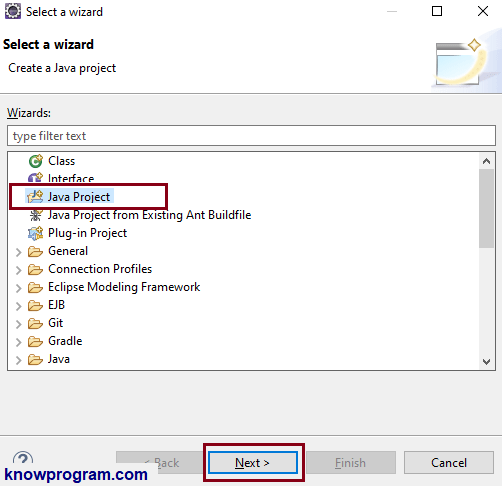 Select a wizard
Select a wizard
Create a Java project
Wizards:
type filter text
Class
Interface
Java Project
Java Project from Existing Ant Buildfile
Plug-in Project
General
Connection Profiles
Eclipse Modeling Framework
EJB
Git
Gradle
Java
? < Back Next > Finish Cancel
knowprogram.com